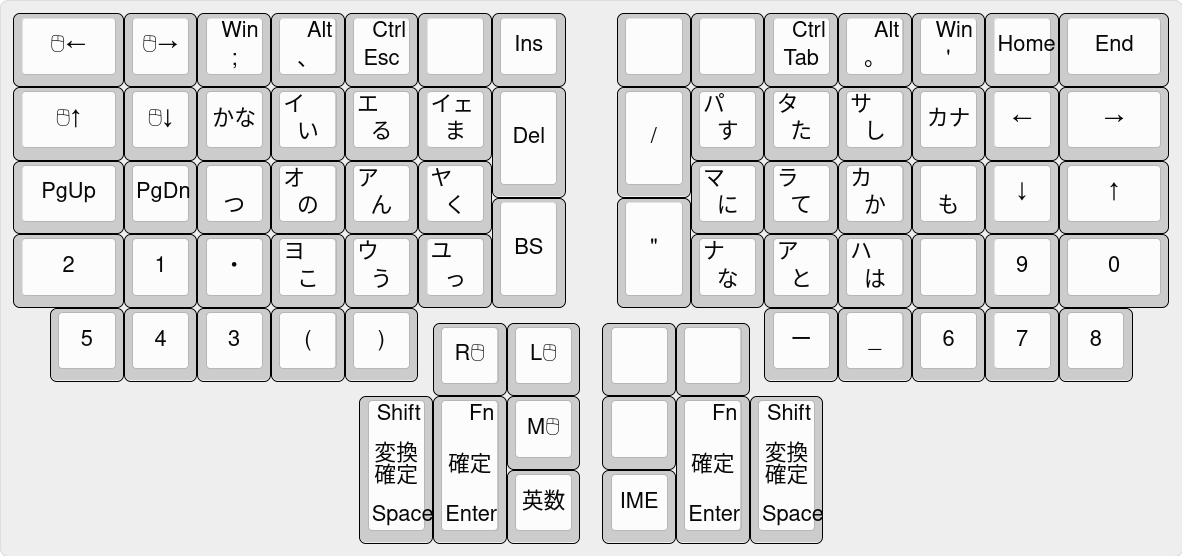 🖱← 🖱→ Win Alt Ctrl Ins Ctrl Alt Win Home End
; 、 Esc Tab 。 '
🖱↑ 🖱↓ かな イ エ イェ Del / パ タ サ カナ ← →
い る ま す た し
PgUp PgDn つ オ ア ヤ マ ラ カ も ↓ ↑
の ん く に て か
2 1 ・ ヨ ウ ユ BS " ナ ア ハ 9 0
こ う っ な と は
5 4 3 ( ) R🖱 L🖱 ー _ 6 7 8
Shift Fn M🖱 Fn Shift
変換 確定 確定 変換
確定 確定
Space Enter 英数 IME Enter Space